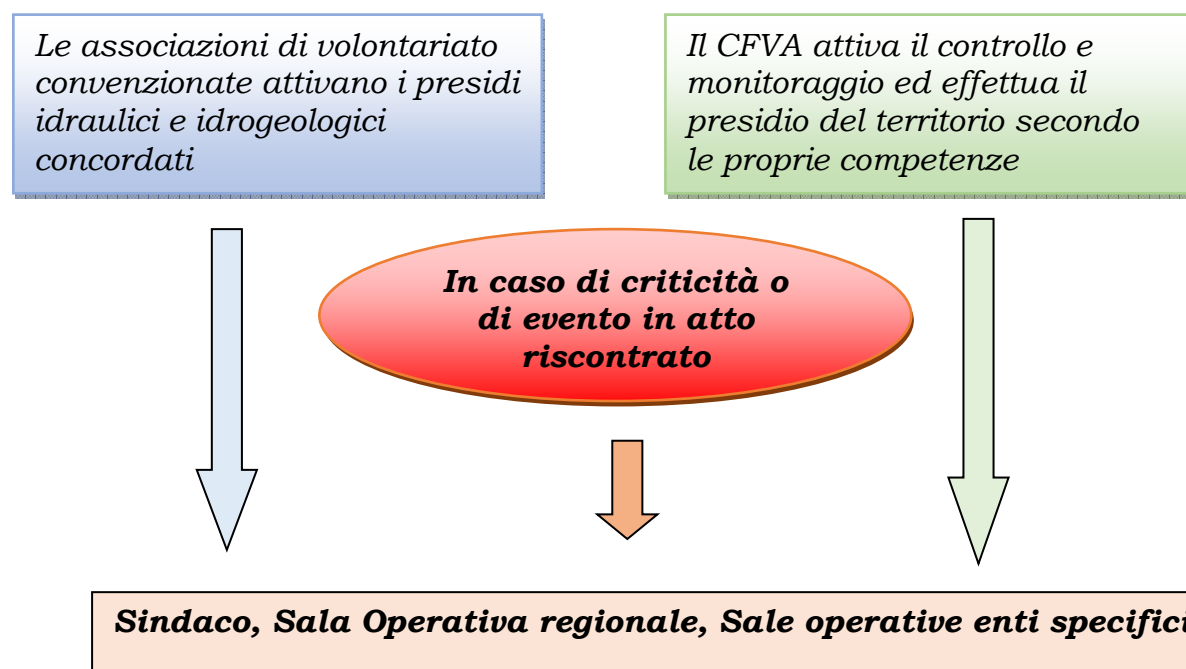 Le associazioni di volontariato
convenzionate attivano i presidi
idraulici e idrogeologici
concordati
Il CFVA attiva il controllo e
monitoraggio ed effettua il
presidio del territorio secondo
le proprie competenze
In caso di criticità o
di evento in atto
riscontrato
Sindaco, Sala Operativa regionale, Sale operative enti specifici